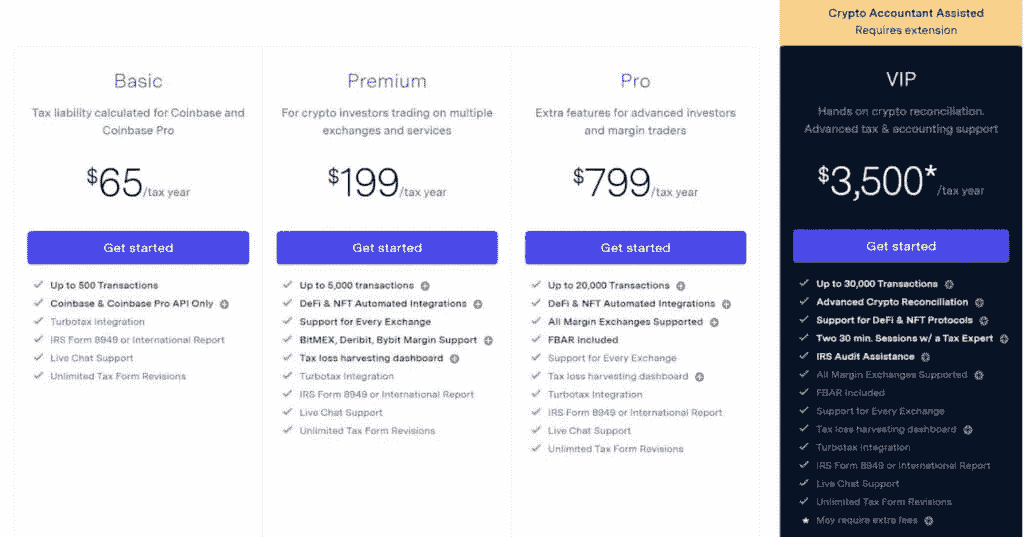 Crypto Accountant Assisted
Requires extension
Basic
Tax liability calculated for Coinbase and
Coinbase Pro
$65/tax year
Get started
Up to 500 Transactions
Coinbase & Coinbase Pro API Only
Turbotax Integration
IRS Form 8949 or International Report
Live Chat Support
Unlimited Tax Form Revisions
Premium
For crypto investors trading on multiple
exchanges and services
$199/tax year
Get started
Up to 5,000 transactions
DeFi & NFT Automated Integrations
Support for Every Exchange
BitMEX, Deribit, Bybit Margin Support
Tax loss harvesting dashboard
Turbotax Integration
IRS Form 8949 or International Report
Live Chat Support
Unlimited Tax Form Revisions
Pro
Extra features for advanced investors
and margin traders
$799/tax year
Get started
Up to 20,000 Transactions
DeFi & NFT Automated Integrations
All Margin Exchanges Supported
FBAR Included
Support for Every Exchange
Tax loss harvesting dashboard
Turbotax Integration
IRS Form 8949 or International Report
Live Chat Support
Unlimited Tax Form Revisions
VIP
Hands on crypto reconciliation.
Advanced tax & accounting support
$3,500*/tax year
Get started
Up to 30,000 Transactions
Advanced Crypto Reconciliation
Support for DeFi & NFT Protocols
Two 30 min. Sessions w/ a Tax Expert
IRS Audit Assistance
All Margin Exchanges Supported
FBAR Included
Support for Every Exchange
Tax loss harvesting dashboard
Turbotax Integration
IRS Form 8949 or International Report
Live Chat Support
Unlimited Tax Form Revisions
May require extra fees